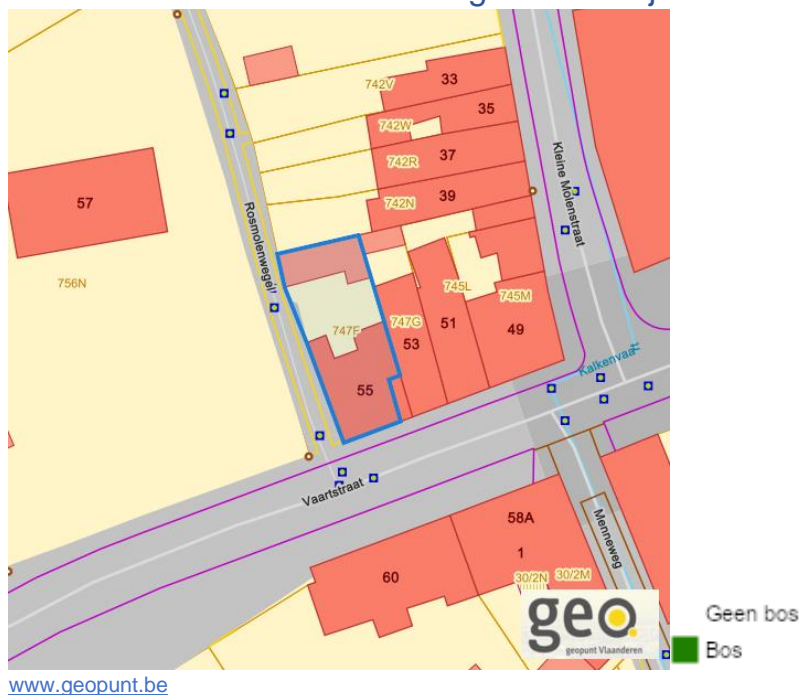 742V
33
35
742W
37
742R
39
742N
Kleine Molenstraat
57
Rosmolenwegel
756N
745L
745M
747F
747G
51
53
49
55
Kalkenvaart
Vaartstraat
58A
1
60
30/2N
30/2M
Menneweg
geo.
geopunt Vlaanderen
Geen bos
Bos
www.geopunt.be